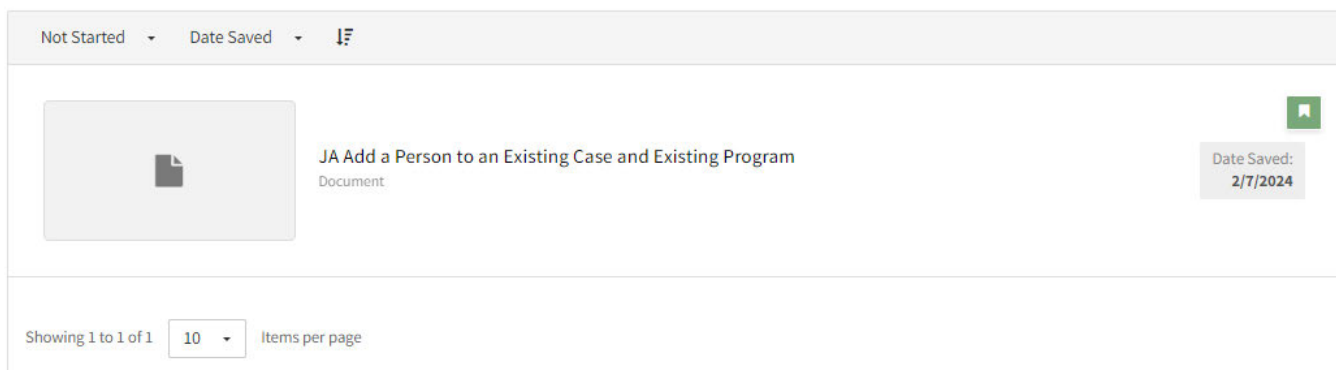 Not Started Date Saved
JA Add a Person to an Existing Case and Existing Program
Document
Date Saved:
2/7/2024
Showing 1 to 1 of 1 10 Items per page